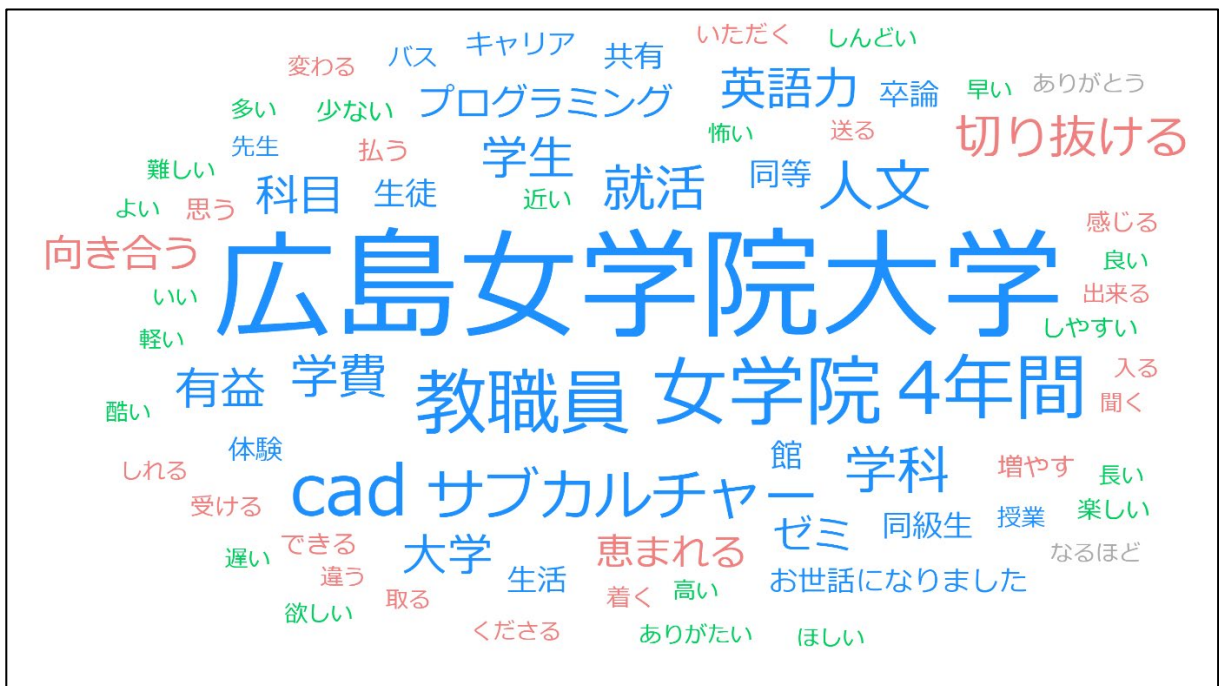 いただく しんどい
キャリア 共有
変わる バス ありがとう
多い 少ない プログラミング 英語力 卒論 早い
先生 払う 学生 怖い 送る 切り抜ける
難しい 科目 生徒 近い 就活 同等 人文
よい 思う 感じる
向き合う 広島女学院大学 良い
いい 出来る
軽い しやすい
有益 学費 教職員 女学院 4年間 入る
酷い 聞く
体験 館 学科 増やす 長い
しれる cad サブカルチャー
受ける ゼミ 同級生 授業 楽しい
遅い できる 大学 恵まれる なるほど
違う 生活 お世話になりました
欲しい 取る 着く 高い
くださる ありがたい ほしい